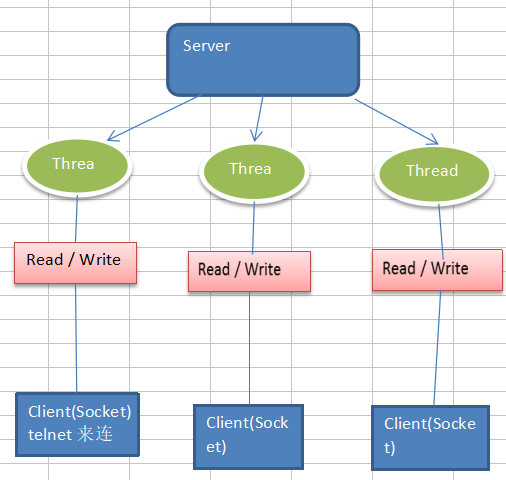 Server
Threa
Threa
Thread
Read / Write
Read / Write
Read / Write
Client(Socket)
telnet 来连
Client(Sock
et)
Client(Socke
t)